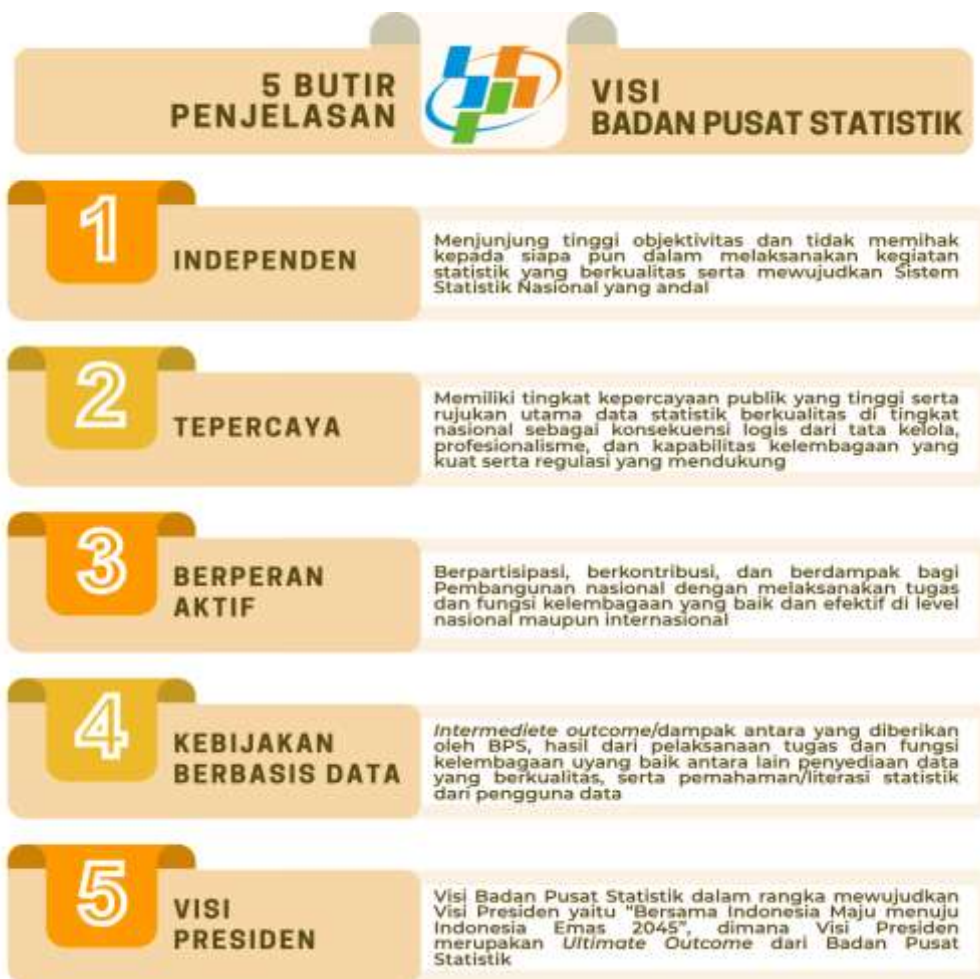 5 BUTIR
PENJELASAN
VISI
BADAN PUSAT STATISTIK
1
INDEPENDEN
Menjunjung tinggi objektivitas dan tidak memihak
kepada siapa pun dalam melaksanakan kegiatan
statistik yang berkualitas serta mewujudkan Sistem
Statistik Nasional yang andal
2
TEPERCAYA
Memiliki tingkat kepercayaan publik yang tinggi serta
rujukan utama data statistik berkualitas di tingkat
nasional sebagai konsekuensi logis dari tata kelola,
profesionalisme, dan kapabilitas kelembagaan yang
kuat serta regulasi yang mendukung
3
BERPERAN
AKTIF
Berpartisipasi, berkontribusi, dan berdampak bagi
Pembangunan nasional dengan melaksanakan tugas
dan fungsi kelembagaan yang baik dan efektif di level
nasional maupun internasional
4
KEBIJAKAN
BERBASIS DATA
Intermediete outcome/dampak antara yang diberikan
oleh BPS, hasil dari pelaksanaan tugas dan fungsi
kelembagaan uyang baik antara lain penyediaan data
yang berkualitas, serta pemahaman/literasi statistik
dari pengguna data
5
VISI
PRESIDEN
Visi Badan Pusat Statistik dalam rangka mewujudkan
Visi Presiden yaitu "Bersama Indonesia Maju menuju
Indonesia Emas 2045", dimana Visi Presiden
merupakan Ultimate Outcome dari Badan Pusat
Statistik